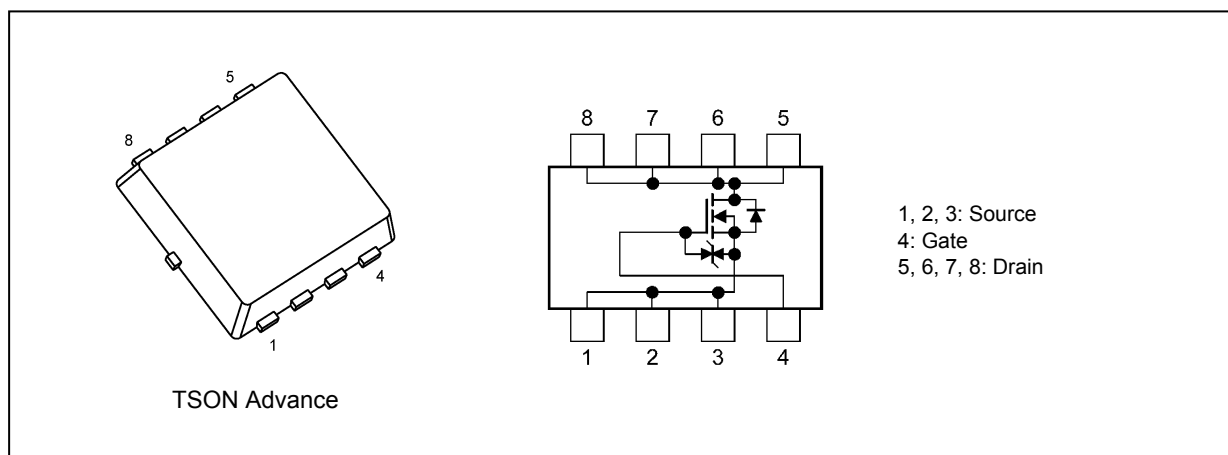 5
8
4
1
TSON Advance
8 7 6 5
1 2 3 4
1, 2, 3: Source
4: Gate
5, 6, 7, 8: Drain